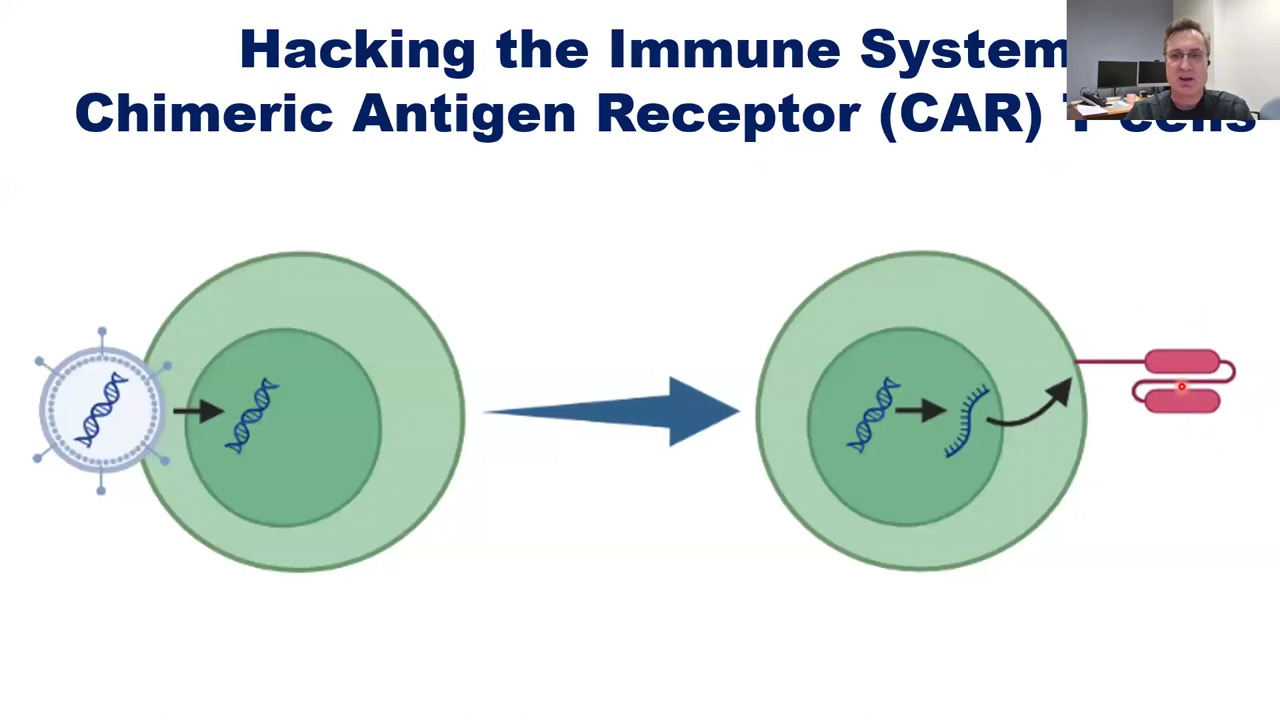 Hacking the Immune System
Chimeric Antigen Receptor (CAR) T cells